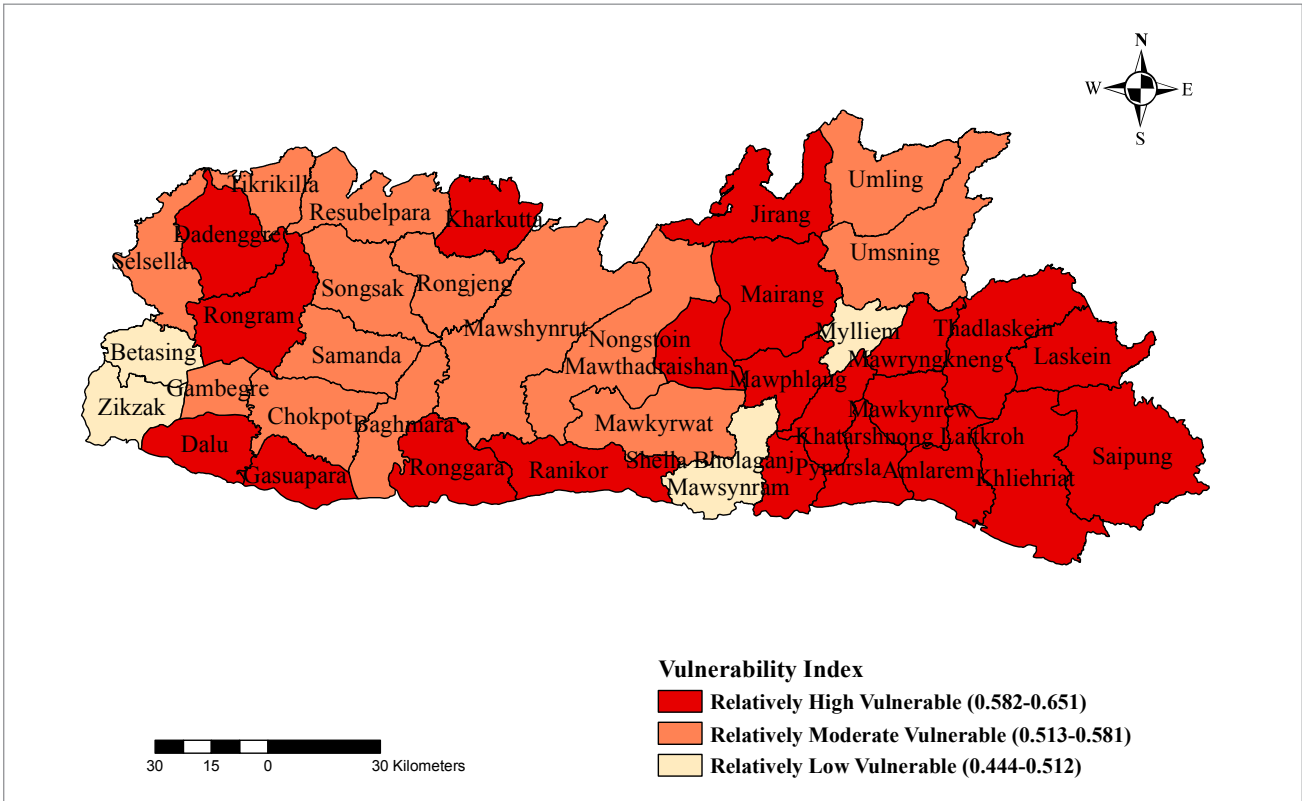 N
W E
S
Umling
Tikrikilla
Resubelpara
Kharkutta
Jirang
Dadenggre
Umsning
Selsella
Songsak
Rongjeng
Mairang
Rongram
Mawshynrut
Mylliem
Thadlaskein
Betasing
Samanda
Nongstoin
Mawryngkneng
Laskein
Mawthadraishan
Gambegre
Mawphlang
Zikzak
Chokpot
Baghmara
Mawkyrwat
Mawkynrew
Dalu
Khatarshnong Laitkroh
Saipung
Gasuapara
Ronggara
Ranikor
Shella Bholaganj
Pynursla
Amlarem
Khliehriat
Mawsynram
Vulnerability Index
Relatively High Vulnerable (0.582-0.651)
Relatively Moderate Vulnerable (0.513-0.581)
Relatively Low Vulnerable (0.444-0.512)
30 15 0 30 Kilometers